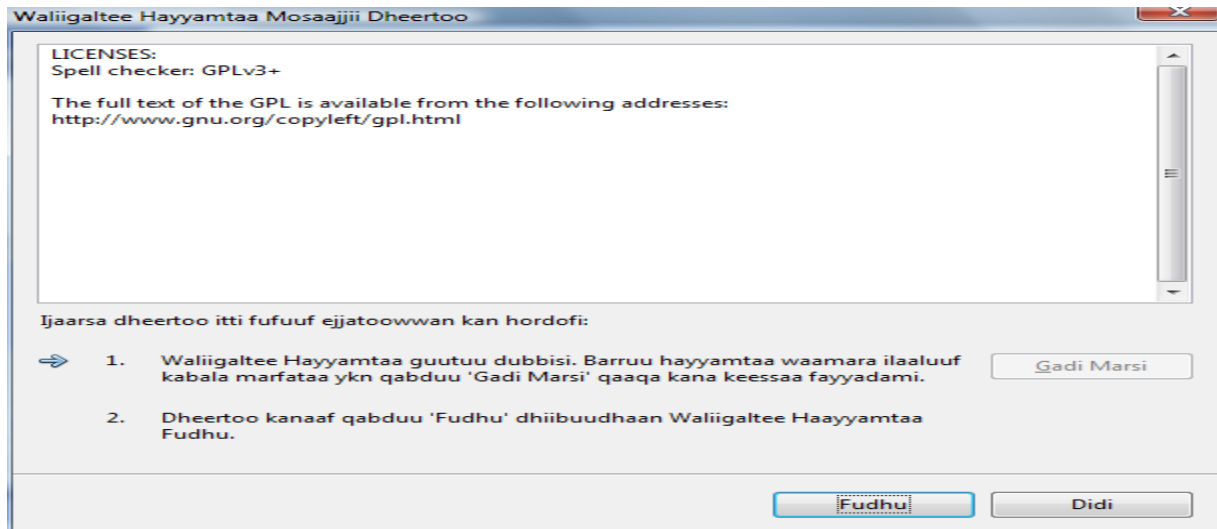 Waliigaltee Hayyamtaa Mosaajjii Dheertoo
LICENSES:
Spell checker: GPLv3+
The full text of the GPL is available from the following addresses:
http://www.gnu.org/copyleft/gpl.html
Ijaarsa dheertoo itti fufuuf ejjatoowwan kan hordofi:
1. Waliigaltee Hayyamtaa guutuu dubbisi. Barruu hayyamtaa waamara ilaaluuf
kabala marfataa ykn qabduu 'Gadi Marsi' qaaqa kana keessaa fayyadami.
Gadi Marsi
2. Dheertoo kanaaf qabduu 'Fudhu' dhiibuudhaan Waliigaltee Haayyamtaa
Fudhu.
Fudhu
Didi